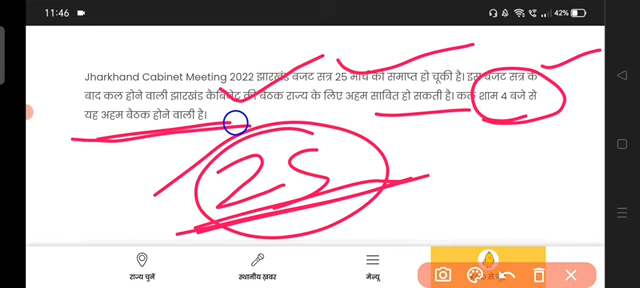 11:46
42%
Jharkhand Cabinet Meeting 2022 झारखंड बजट सत्र 25 मार्च को समाप्त हो चूकी है। इस बजट सत्र के
बाद कल होने वाली झारखंड कैबिनेट की बैठक राज्य के लिए अहम साबित हो सकती है। कल शाम 4 बजे से
यह अहम बैठक होने वाली है।
25
राज्य चुनें
स्थानीय ख़बर
मेन्यू